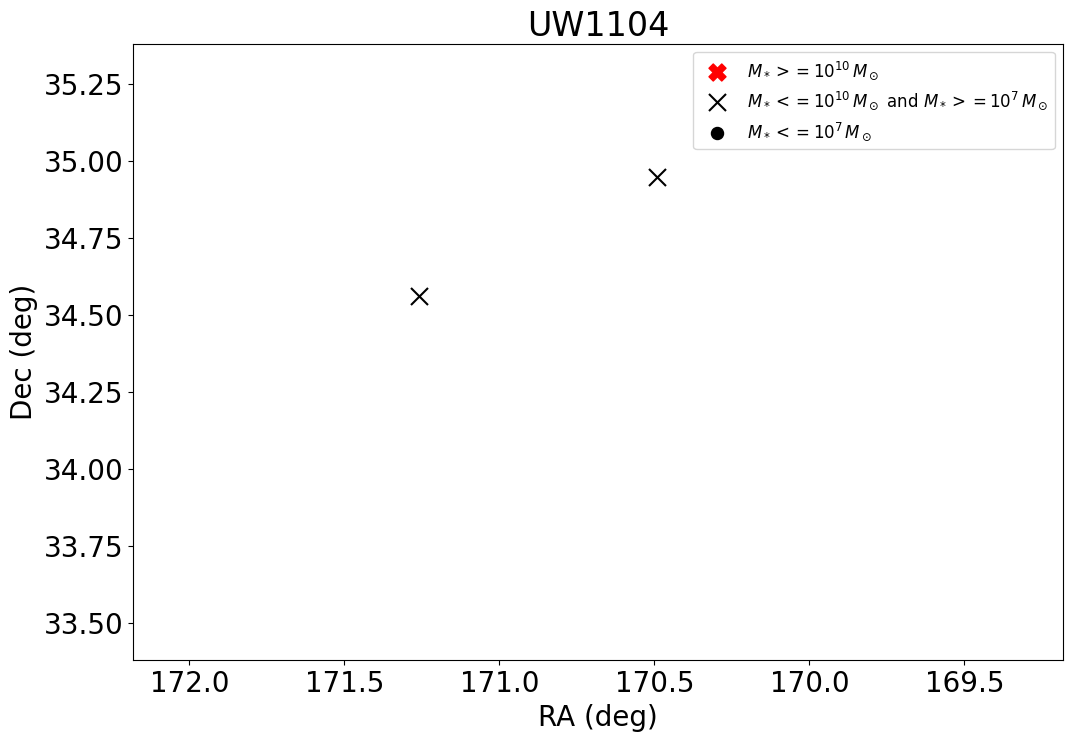 UW1104
M* >= 10^10 M⊙
M* <= 10^10 M⊙ and M* >= 10^7 M⊙
M* <= 10^7 M⊙
35.25
35.00
34.75
34.50
34.25
34.00
33.75
33.50
Dec (deg)
172.0 171.5 171.0 170.5 170.0 169.5
RA (deg)